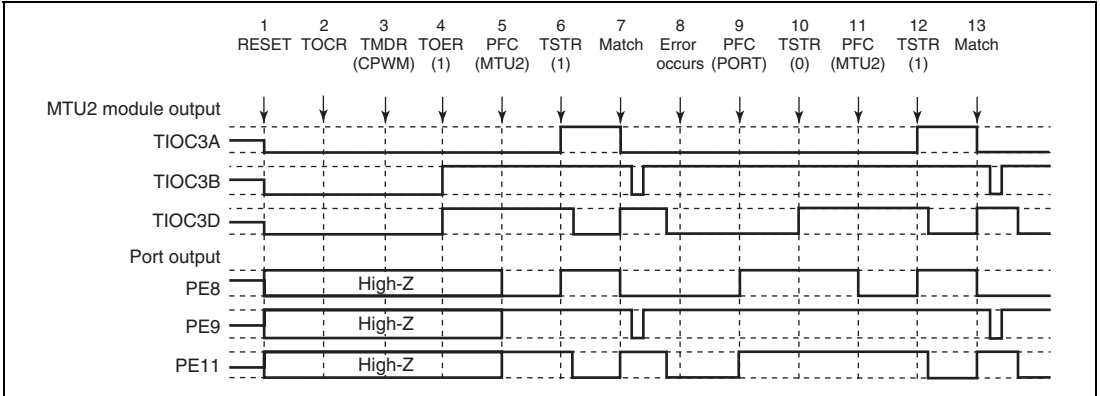 1 2 3 4 5 6 7 8 9 10 11 12 13
RESET TOCR TMDR TOER PFC TSTR Match Error PFC TSTR PFC TSTR Match
(CPWM) (1) (MTU2) (1) occurs (PORT) (0) (MTU2) (1)
MTU2 module output
TIOC3A
TIOC3B
TIOC3D
Port output
PE8 High-Z
PE9 High-Z
PE11 High-Z